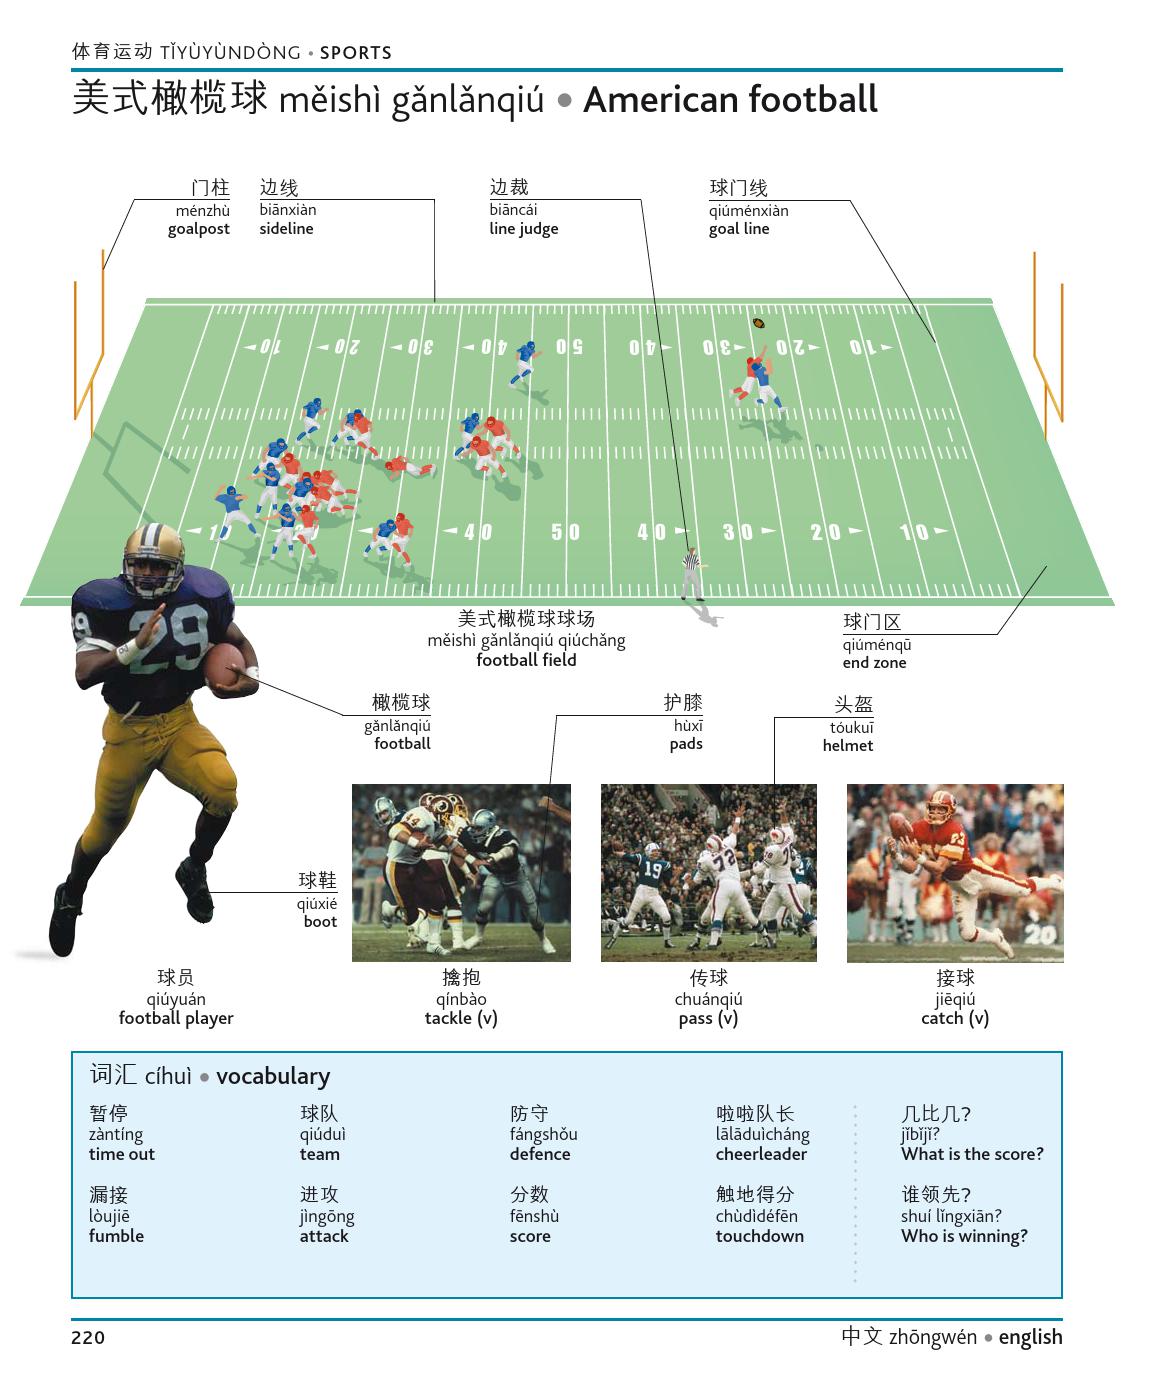 体育运动 TǏYÙYÙNDÒNG • SPORTS
美式橄榄球 měishì gǎnlǎnqiú • American football
门柱
ménzhù
goalpost
边线
biānxiàn
sideline
边裁
biāncái
line judge
球门线
qiúménxiàn
goal line
10 20 30 40 50 40 30 20 10
10 40 50 40 30 20 10
美式橄榄球球场
měishì gǎnlǎnqiú qiúchǎng
football field
球门区
qiúménqū
end zone
29
橄榄球
gǎnlǎnqiú
football
护膝
hùxī
pads
头盔
tóukuī
helmet
44
19
72
83
20
球鞋
qiúxié
boot
球员
qiúyuán
football player
擒抱
qínbào
tackle (v)
传球
chuánqiú
pass (v)
接球
jiēqiú
catch (v)
词汇 cíhuì • vocabulary
暂停
zàntíng
time out
球队
qiúduì
team
防守
fángshǒu
defence
啦啦队长
lālāduìcháng
cheerleader
几比几?
jǐbǐjǐ?
What is the score?
漏接
lòujiē
fumble
进攻
jìngōng
attack
分数
fēnshù
score
触地得分
chùdìdéfēn
touchdown
谁领先?
shuí lǐngxiān?
Who is winning?
220
中文 zhōngwén • english